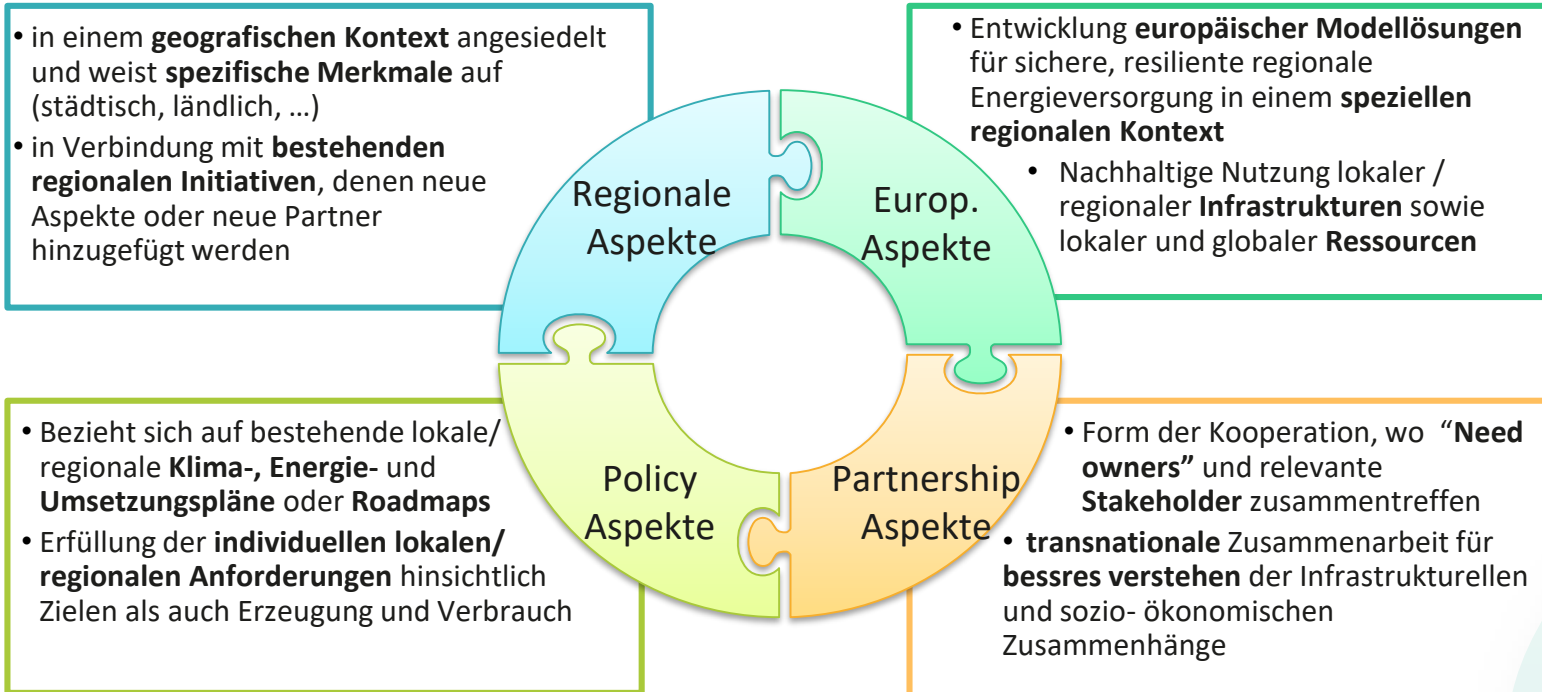 • in einem geografischen Kontext angesiedelt
und weist spezifische Merkmale auf
(städtisch, ländlich, …)
• in Verbindung mit bestehenden
regionalen Initiativen, denen neue
Aspekte oder neue Partner
hinzugefügt werden
• Entwicklung europäischer Modellösungen
für sichere, resiliente regionale
Energieversorgung in einem speziellen
regionalen Kontext
• Nachhaltige Nutzung lokaler /
regionaler Infrastrukturen sowie
lokaler und globaler Ressourcen
Regionale
Aspekte
Europ.
Aspekte
Policy
Aspekte
Partnership
Aspekte
• Bezieht sich auf bestehende lokale/
regionale Klima-, Energie- und
Umsetzungspläne oder Roadmaps
• Erfüllung der individuellen lokalen/
regionalen Anforderungen hinsichtlich
Zielen als auch Erzeugung und Verbrauch
• Form der Kooperation, wo “Need
owners” und relevante
Stakeholder zusammentreffen
• transnationale Zusammenarbeit für
bessres verstehen der Infrastrukturellen
und sozio- ökonomischen
Zusammenhänge